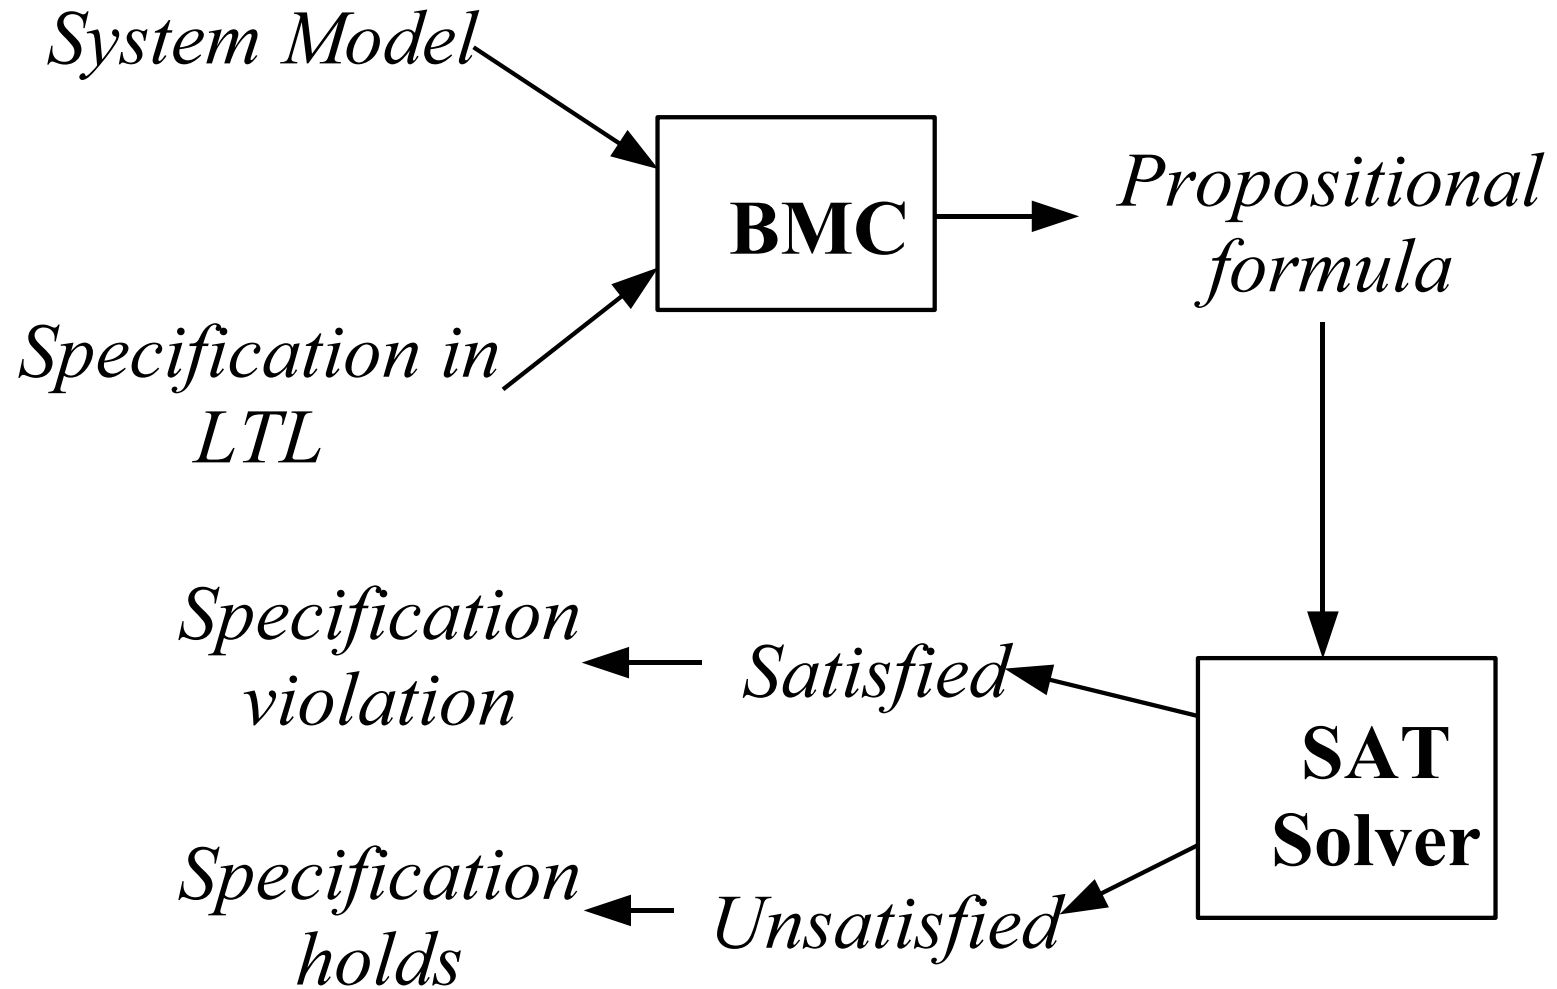 System Model
BMC
Propositional
formula
Specification in
LTL
Specification
violation
Satisfied
SAT
Solver
Specification
holds
Unsatisfied